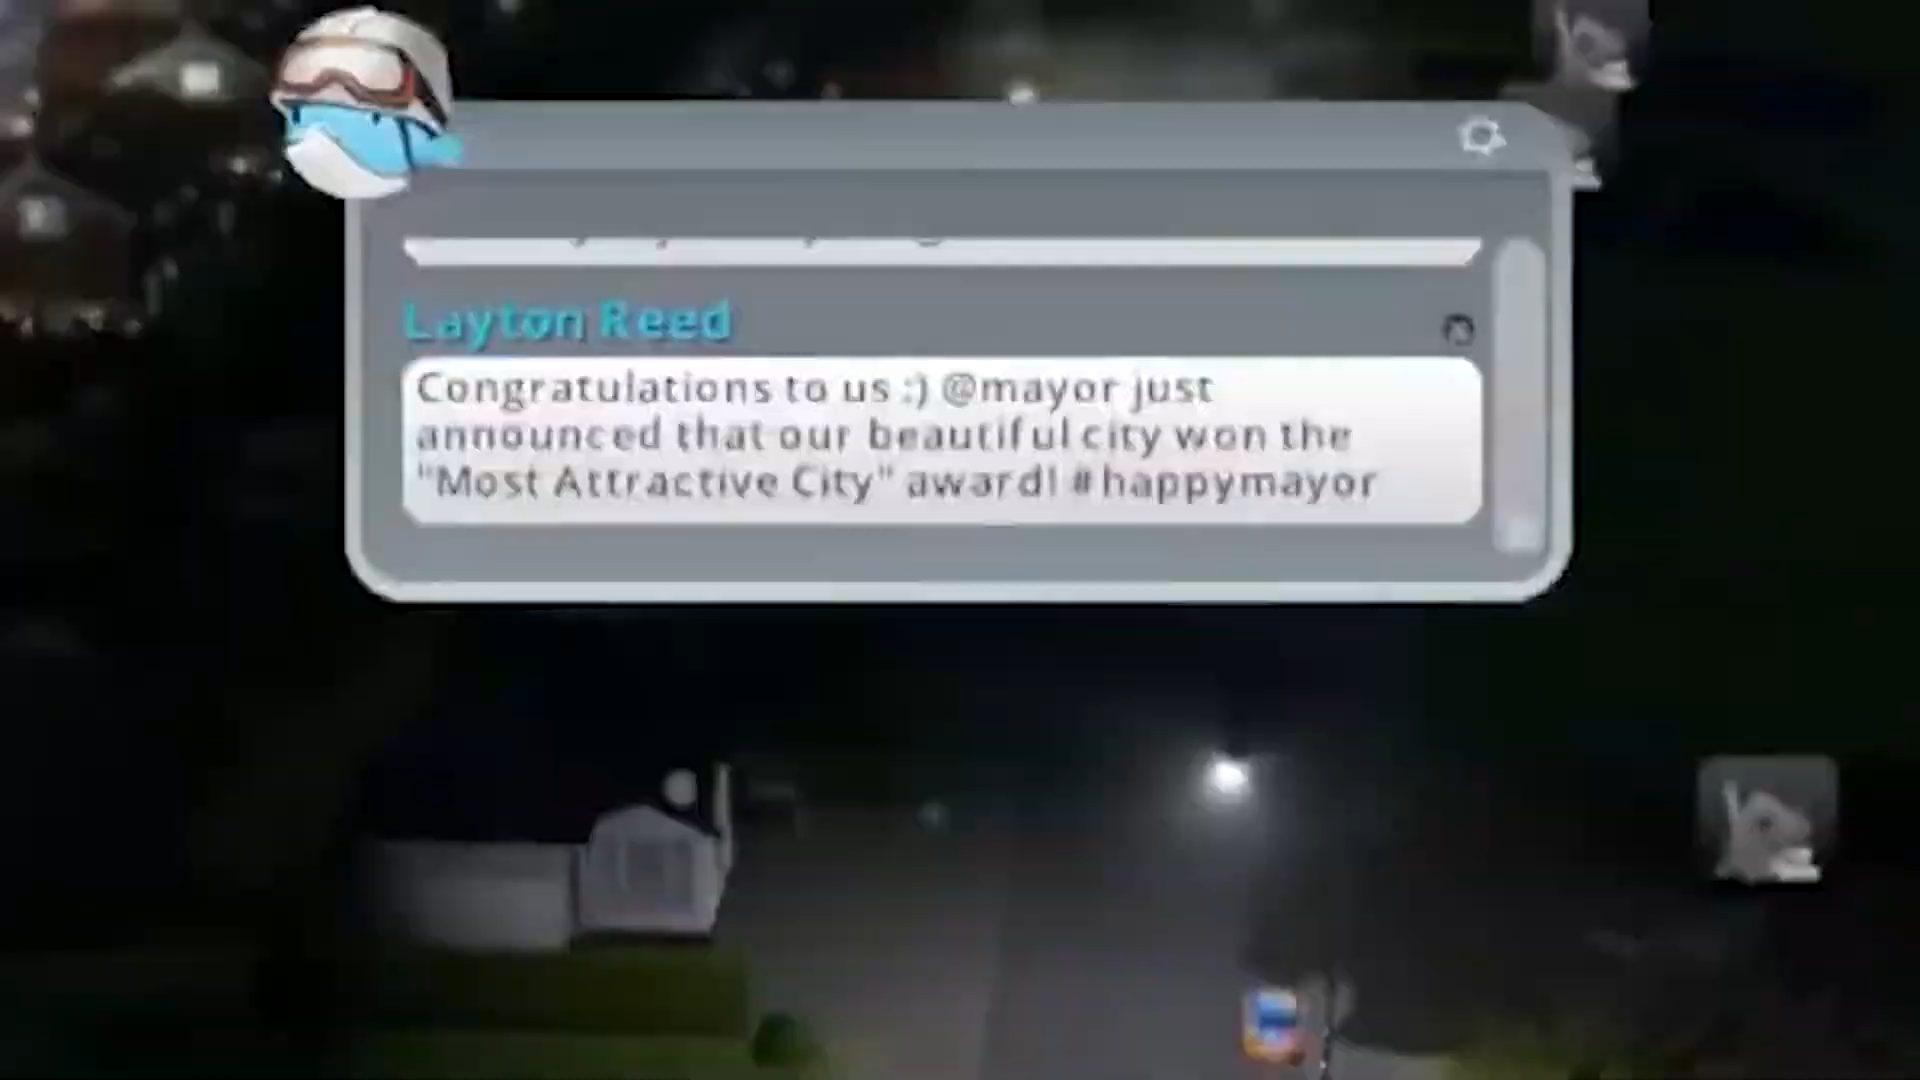 Layton Reed
Congratulations to us :) @mayor just
announced that our beautiful city won the
"Most Attractive City" award! #happymayor